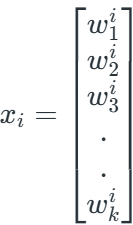 w_1^i
w_2^i
w_3^i
x_i = .
.
w_k^i